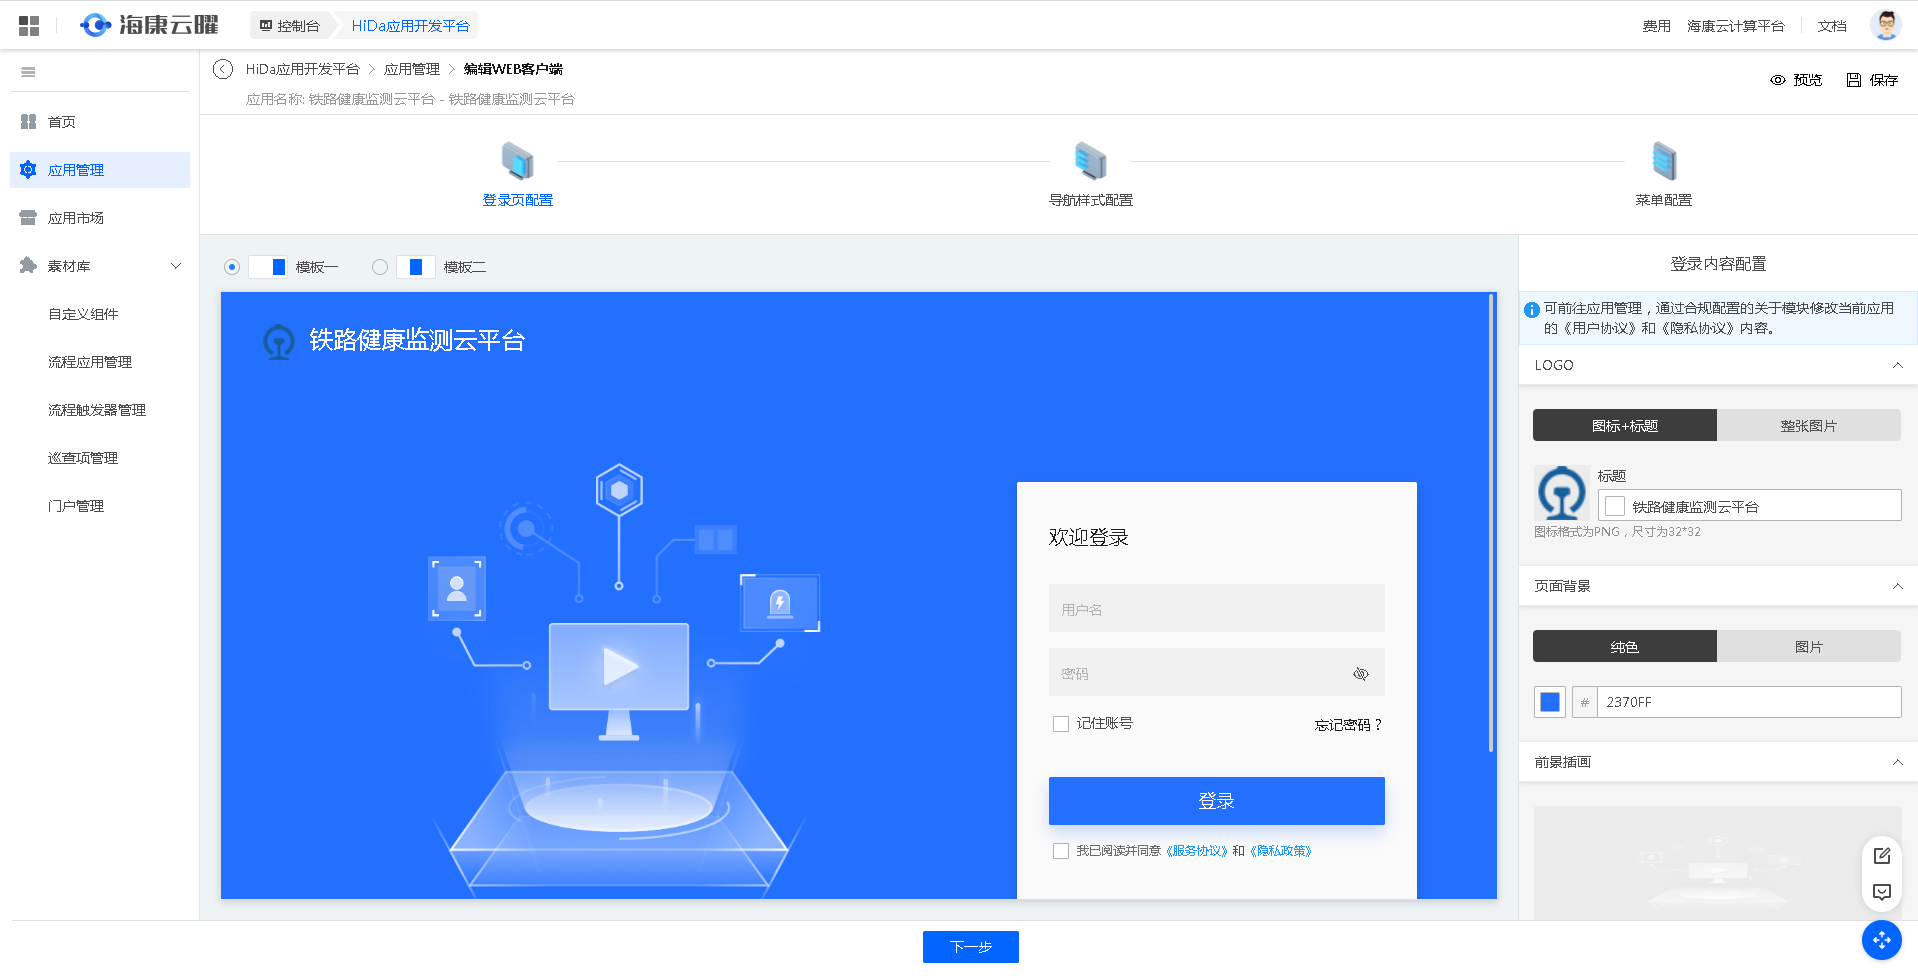 海康云曜
控制台
HiDa应用开发平台
费用
海康云计算平台
文档
HiDa应用开发平台 > 应用管理 > 编辑WEB客户端
应用名称: 铁路健康监测云平台 - 铁路健康监测云平台
预览
保存
首页
应用管理
应用市场
素材库
自定义组件
流程应用管理
流程触发器管理
巡查项管理
门户管理
登录页配置
导航样式配置
菜单配置
模板一
模板二
铁路健康监测云平台
欢迎登录
用户名
密码
记住账号
忘记密码？
登录
我已阅读并同意《服务协议》和《隐私政策》
登录内容配置
可前往应用管理，通过合规配置的关于模块修改当前应用
的《用户协议》和《隐私协议》内容。
LOGO
图标+标题
整张图片
标题
铁路健康监测云平台
图标格式为PNG，尺寸为32*32
页面背景
纯色
图片
# 2370FF
前景插画
下一步